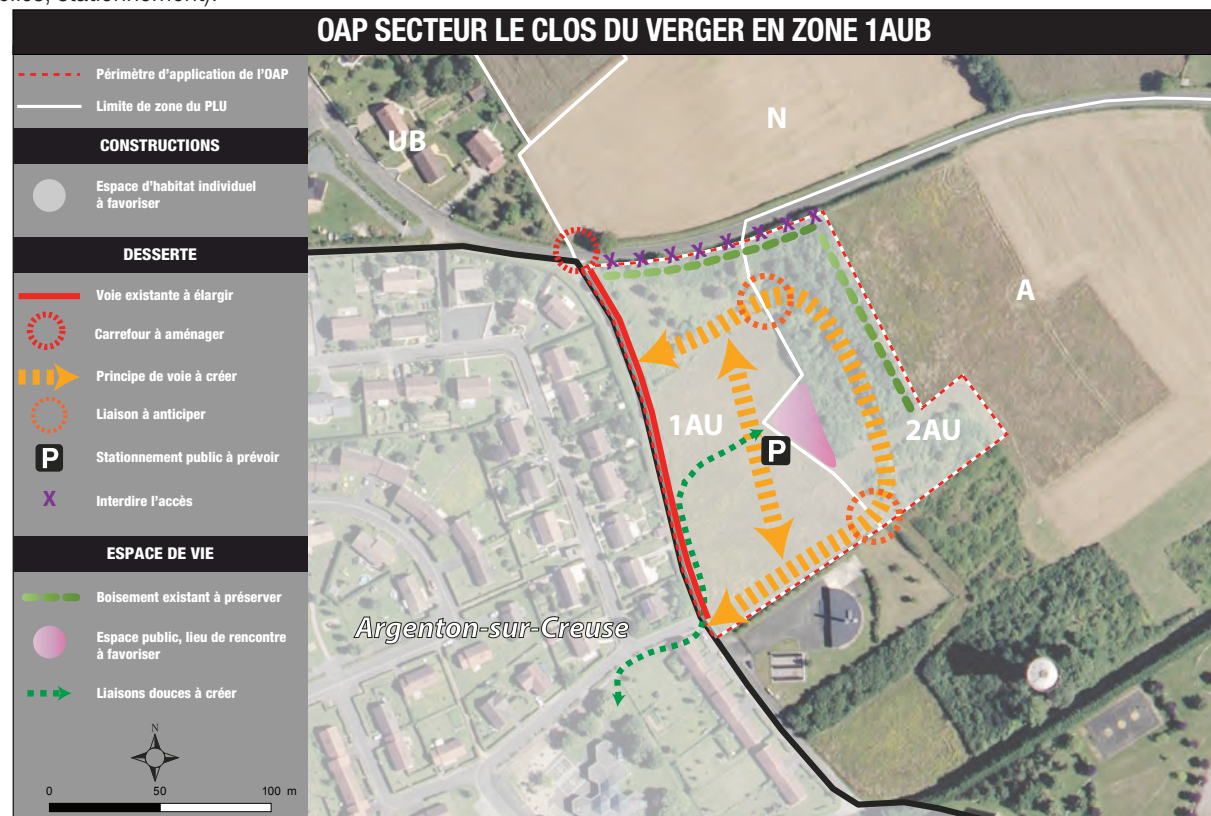 blics, stationnement).
OAP SECTEUR LE CLOS DU VERGER EN ZONE 1AUB
Périmètre d'application de l'OAP
Limite de zone du PLU
CONSTRUCTIONS
Espace d'habitat individuel
à favoriser
DESSERTE
Voie existante à élargir
Carrefour à aménager
Principe de voie à créer
Liaison à anticiper
P
Stationnement public à prévoir
X
Interdire l'accès
ESPACE DE VIE
Boisement existant à préserver
Espace public, lieu de rencontre
à favoriser
Liaisons douces à créer
N
0 50 100 m
UB
N
X X X X X X X X
A
1AU
2AU
P
Argenton-sur-Creuse